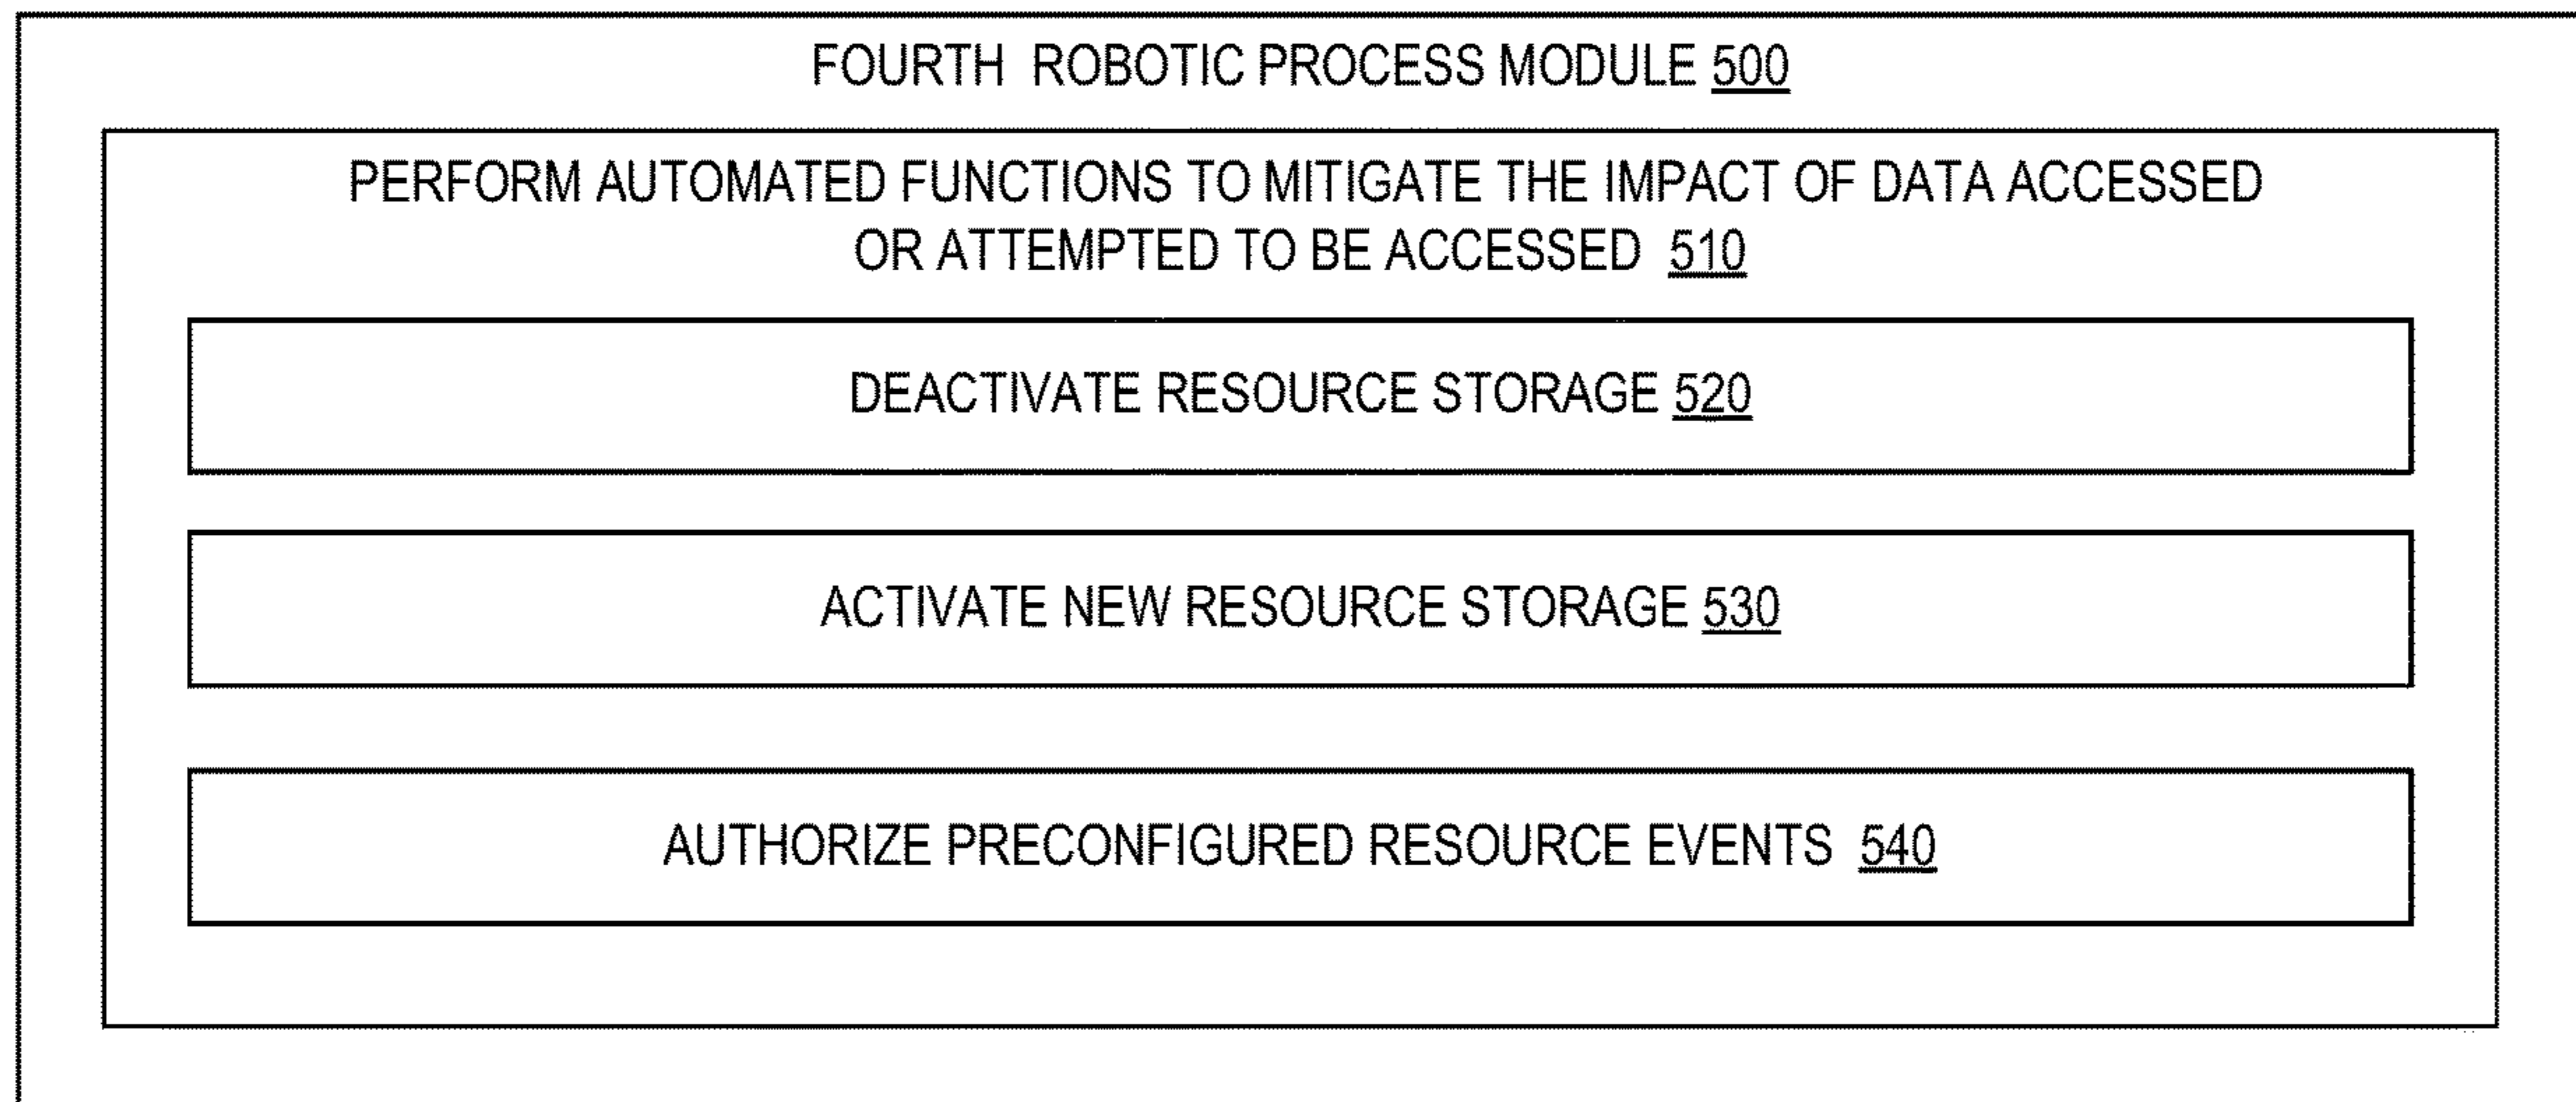 FOURTH ROBOTIC PROCESS MODULE 500
PERFORM AUTOMATED FUNCTIONS TO MITIGATE THE IMPACT OF DATA ACCESSED
OR ATTEMPTED TO BE ACCESSED 510
DEACTIVATE RESOURCE STORAGE 520
ACTIVATE NEW RESOURCE STORAGE 530
AUTHORIZE PRECONFIGURED RESOURCE EVENTS 540